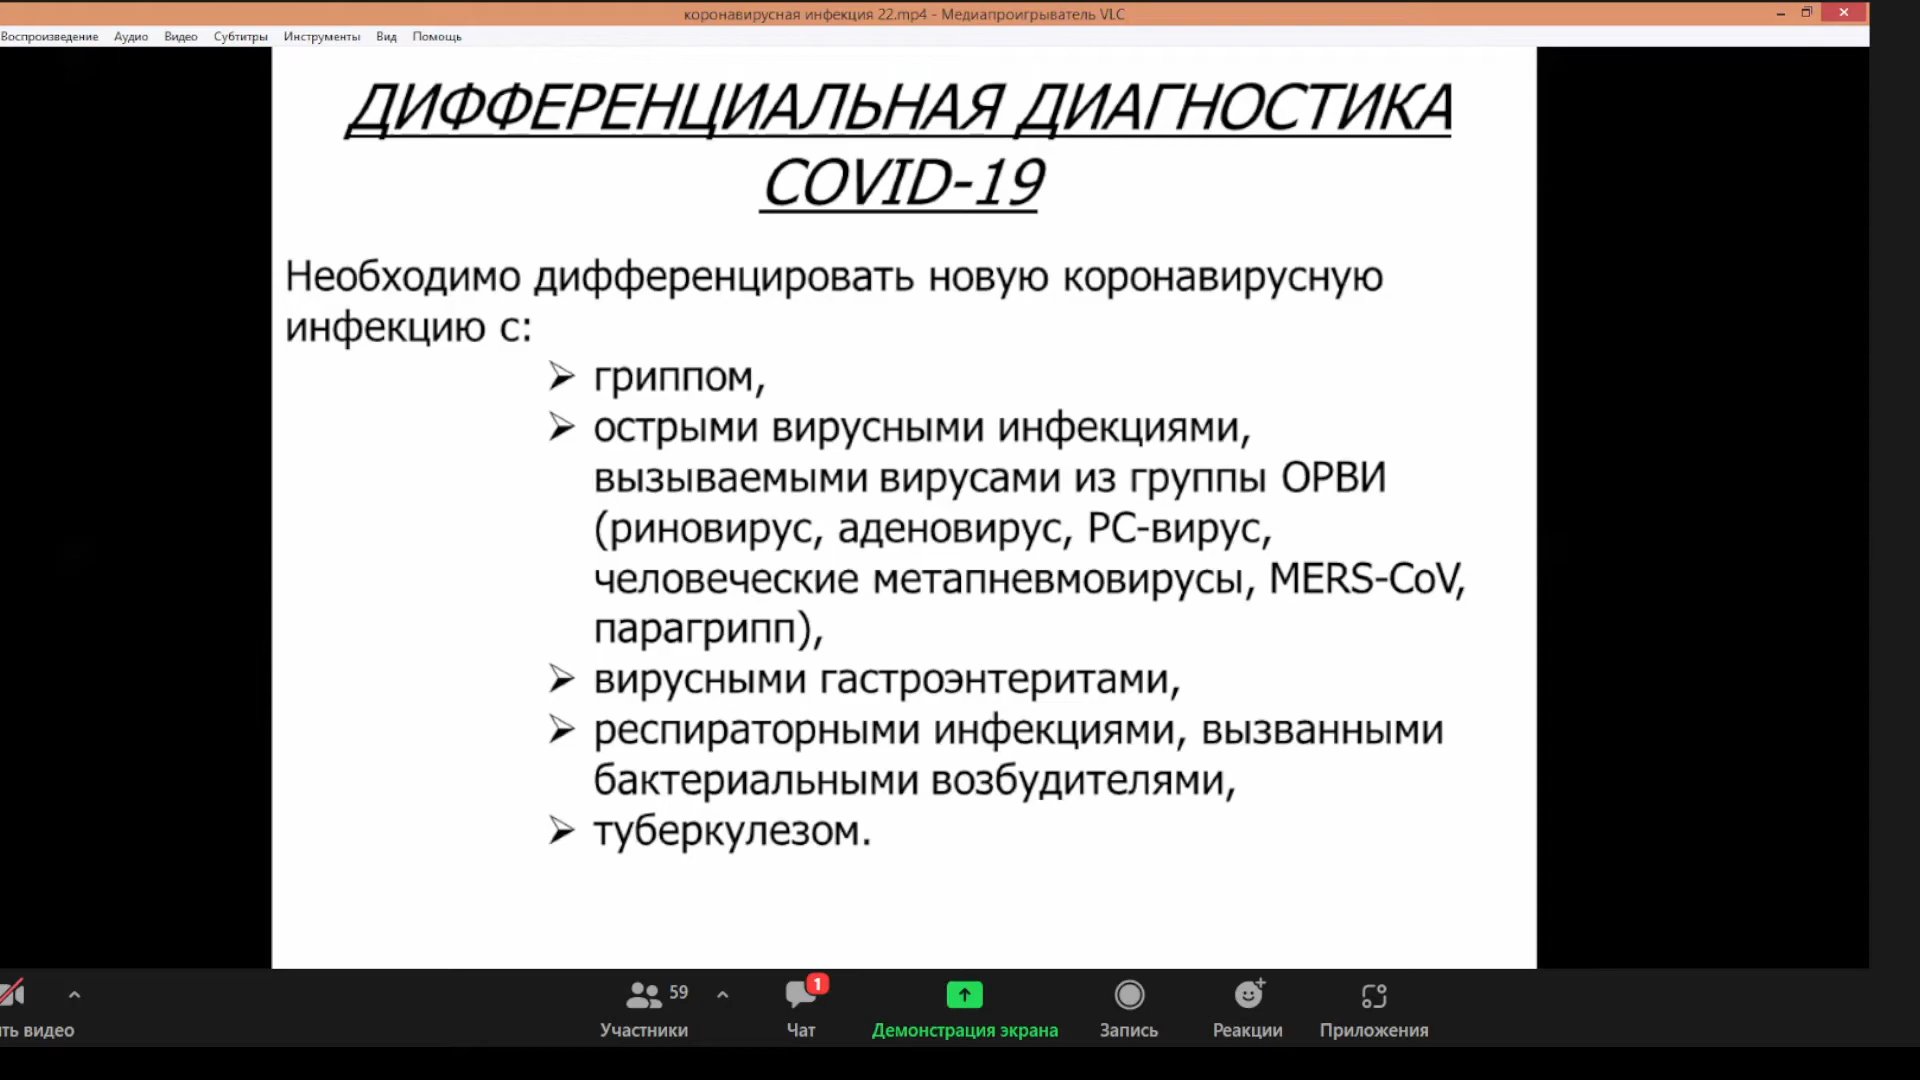 коронавирусная инфекция 22.mp4 - Медиапроигрыватель VLC
Воспроизведение Аудио Видео Субтитры Инструменты Вид Помощь
ДИФФЕРЕНЦИАЛЬНАЯ ДИАГНОСТИКА
COVID-19
Необходимо дифференцировать новую коронавирусную
инфекцию с:
➢ гриппом,
➢ острыми вирусными инфекциями,
вызываемыми вирусами из группы ОРВИ
(риновирус, аденовирус, РС-вирус,
человеческие метапневмовирусы, MERS-CoV,
парагрипп),
➢ вирусными гастроэнтеритами,
➢ респираторными инфекциями, вызванными
бактериальными возбудителями,
➢ туберкулезом.
59 1
ть видео Участники Чат Демонстрация экрана Запись Реакции Приложения